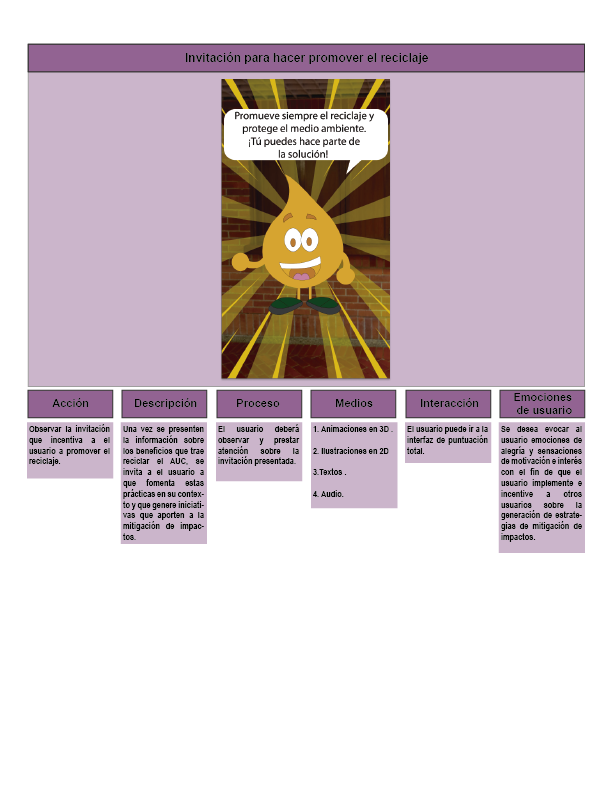 Invitación para hacer promover el reciclaje
Promueve siempre el reciclaje y
protege el medio ambiente.
¡Tú puedes hace parte de
la solución!
Acción
Observar la invitación
que incentiva a el
usuario a promover el
reciclaje.
Descripción
Una vez se presenten
la información sobre
los beneficios que trae
reciclar el AUC, se
invita a el usuario a
que fomenta estas
prácticas en su contex-
to y que genere iniciati-
vas que aporten a la
mitigación de impac-
tos.
Proceso
El usuario deberá
observar y prestar
atención sobre la
invitación presentada.
Medios
1. Animaciones en 3D .
2. Ilustraciones en 2D
3.Textos .
4. Audio.
Interacción
El usuario puede ir a la
interfaz de puntuación
total.
Emociones
de usuario
Se desea evocar al
usuario emociones de
alegría y sensaciones
de motivación e interés
con el fin de que el
usuario implemente e
incentive a otros
usuarios sobre la
generación de estrate-
gias de mitigación de
impactos.